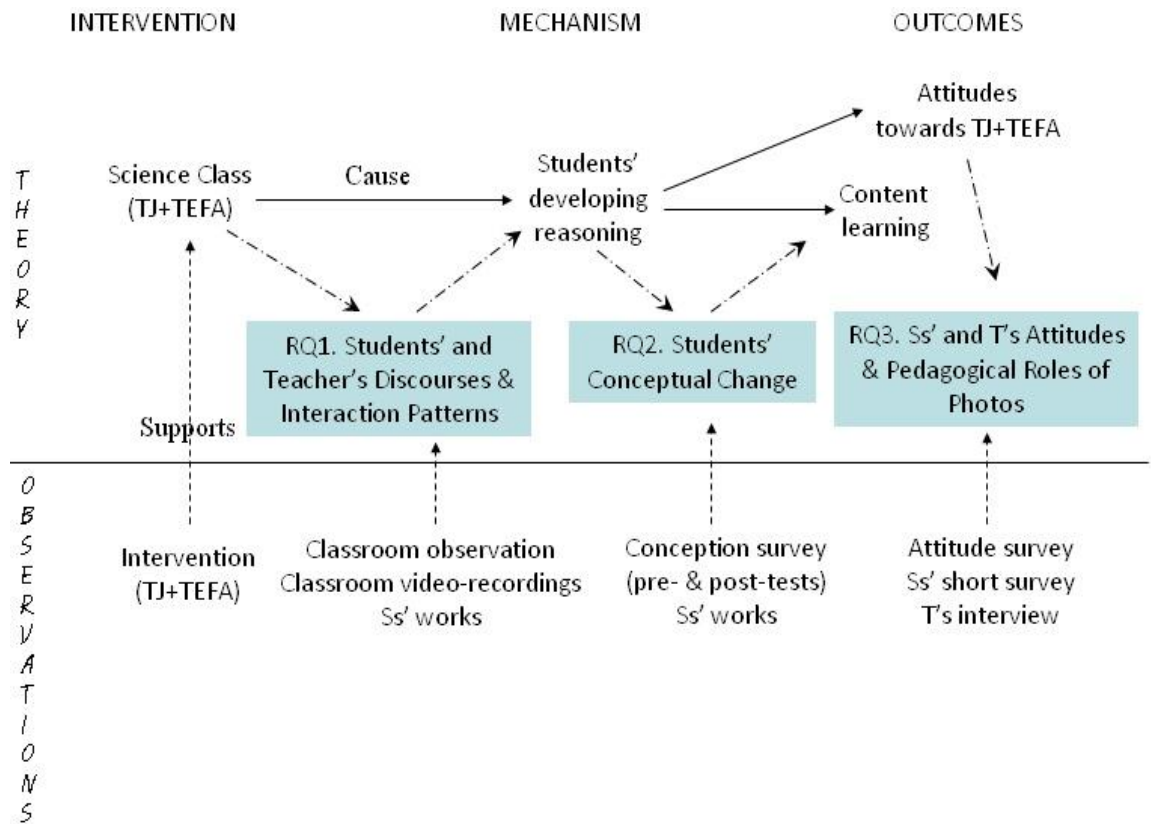 INTERVENTION
MECHANISM
OUTCOMES
THEORY
Science Class
(TJ+TEFA)
Cause
Students’
developing
reasoning
Attitudes
towards TJ+TEFA
Content
learning
RQ1. Students’ and
Teacher’s Discourses &
Interaction Patterns
RQ2. Students’
Conceptual Change
RQ3. Ss’ and T’s Attitudes
& Pedagogical Roles of
Photos
Supports
OBSERVATIONS
Intervention
(TJ+TEFA)
Classroom observation
Classroom video-recordings
Ss’ works
Conception survey
(pre- & post-tests)
Ss’ works
Attitude survey
Ss’ short survey
T’s interview